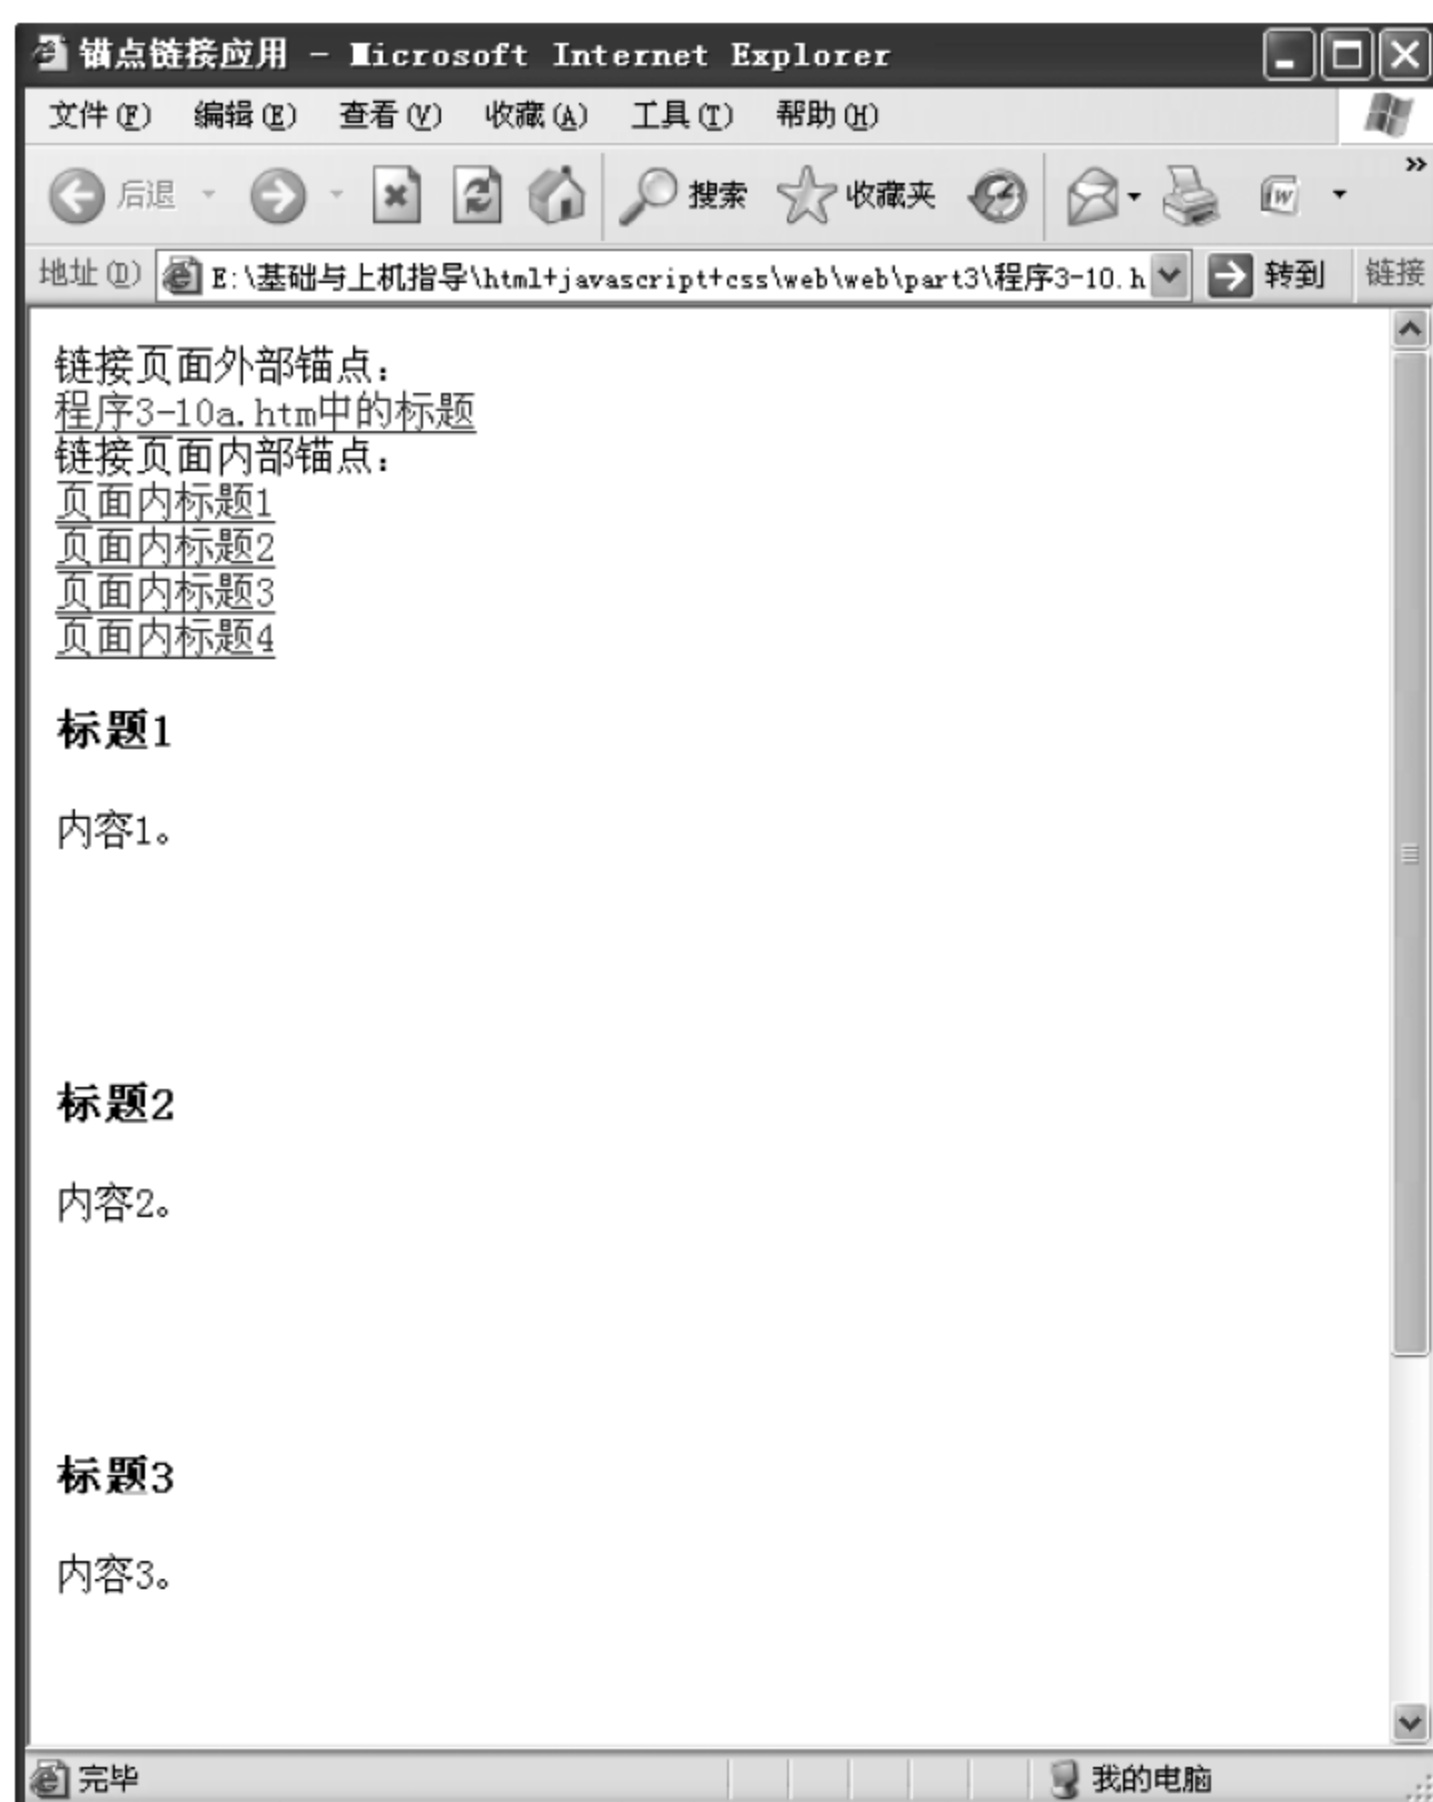 锚点链接应用 - Microsoft Internet Explorer
文件(F) 编辑(E) 查看(V) 收藏(A) 工具(T) 帮助(H)
后退 搜索 收藏夹 »
地址(D) E:\基础与上机指导\html+javascript+css\web\web\part3\程序3-10.h 转到 链接
链接页面外部锚点：
程序3-10a.htm中的标题
链接页面内部锚点：
页面内标题1
页面内标题2
页面内标题3
页面内标题4
标题1
内容1。
标题2
内容2。
标题3
内容3。
完毕 我的电脑